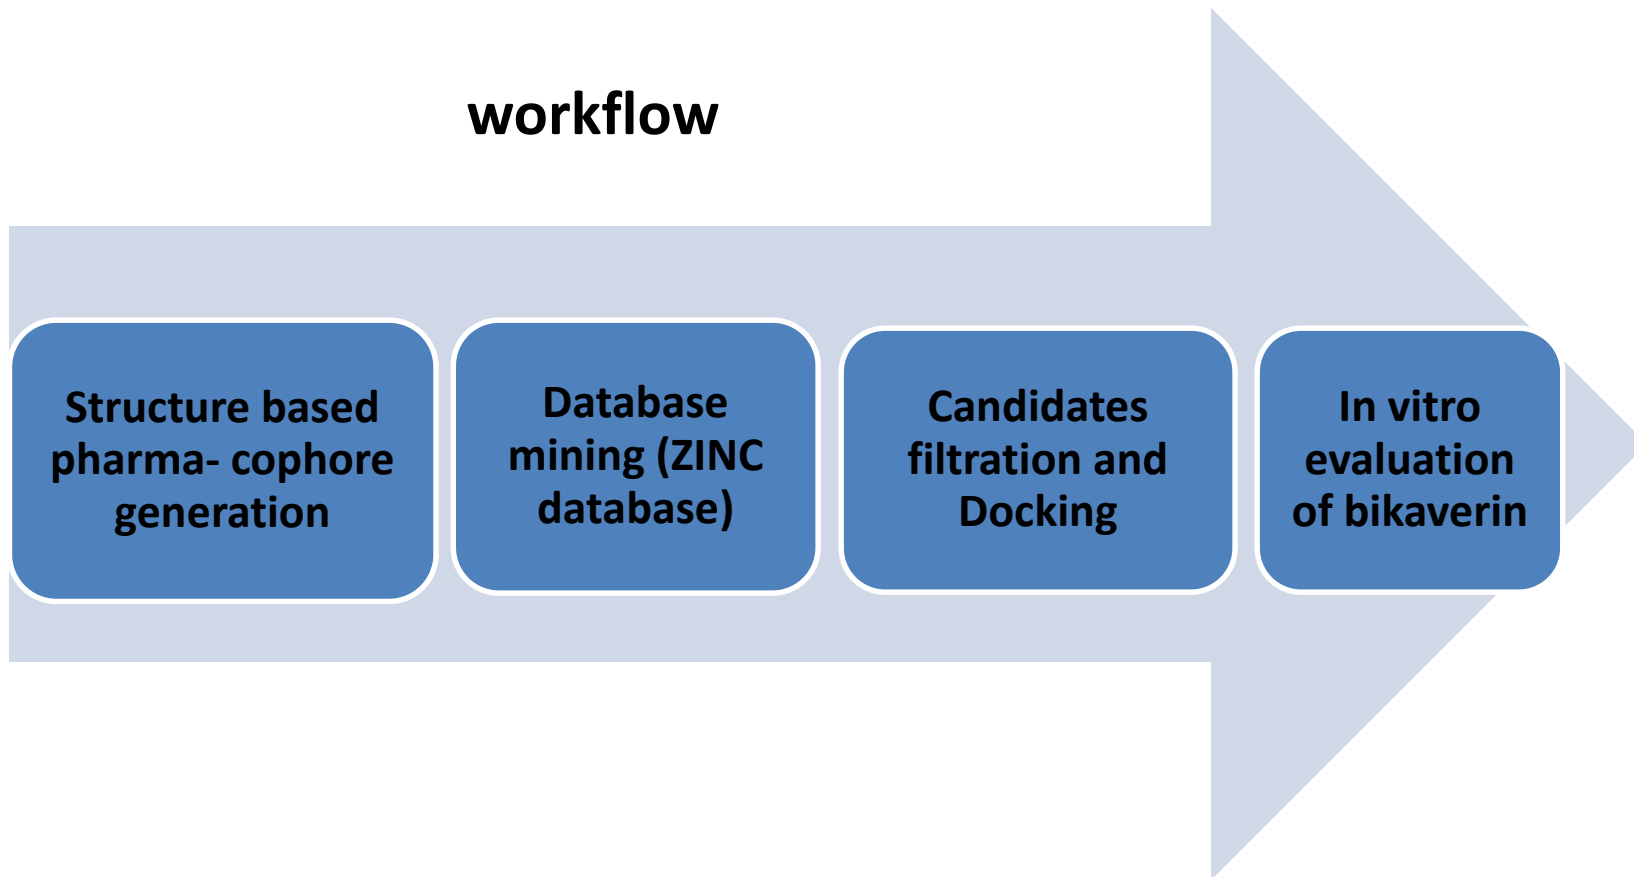 workflow
Structure based
pharma- cophore
generation
Database
mining (ZINC
database)
Candidates
filtration and
Docking
In vitro
evaluation
of bikaverin